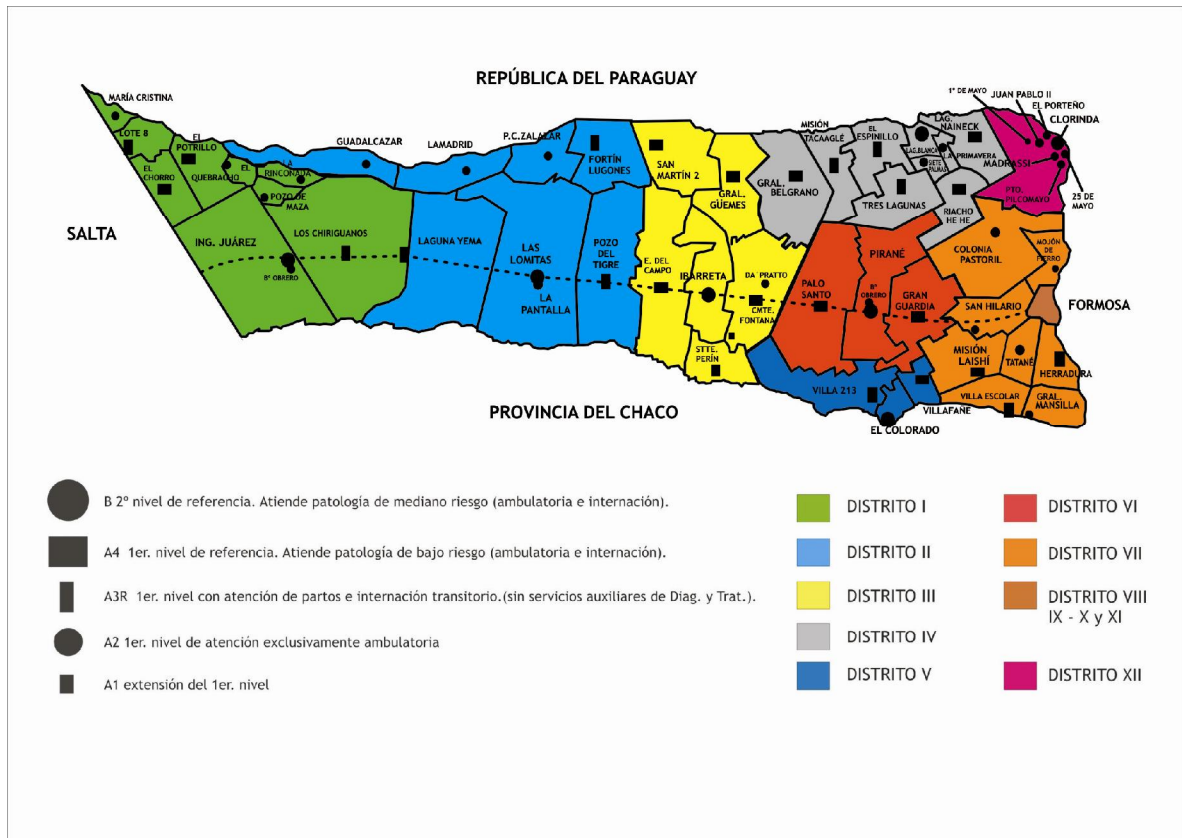 REPÚBLICA DEL PARAGUAY
MARÍA CRISTINA
LOTE 8
EL
POTRILLO
EL
CHORRO
EL
QUEBRACHO
LA
RINCONADA
POZO DE
MAZA
GUADALCAZAR
LAMADRID
P.C.ZALAZAR
FORTÍN
LUGONES
SAN
MARTÍN 2
GRAL.
GÜEMES
GRAL.
BELGRANO
MISIÓN
TACAAGLÉ
EL
ESPINILLO
LAG.
NAINECK
LAG.BLANCA
SIETE
PALMAS
LA PRIMAVERA
TRES LAGUNAS
RIACHO
HE HE
1º DE MAYO
JUAN PABLO II
EL PORTEÑO
CLORINDA
MADRASSI
PTO.
PILCOMAYO
25 DE
MAYO
SALTA
ING. JUÁREZ
Bº OBRERO
LOS CHIRIGUANOS
LAGUNA YEMA
LAS
LOMITAS
LA
PANTALLA
POZO
DEL
TIGRE
E. DEL
CAMPO
IBARRETA
DA' PRATTO
CMTE.
FONTANA
STTE.
PERÍN
PALO
SANTO
PIRANÉ
Bº
OBRERO
GRAN
GUARDIA
COLONIA
PASTORIL
MOJÓN
DE
FIERRO
SAN HILARIO
FORMOSA
MISIÓN
LAISHÍ
TATANÉ
HERRADURA
VILLA 213
VILLAFAÑE
VILLA ESCOLAR
GRAL.
MANSILLA
EL COLORADO
PROVINCIA DEL CHACO
B 2º nivel de referencia. Atiende patología de mediano riesgo (ambulatoria e internación).
A4 1er. nivel de referencia. Atiende patología de bajo riesgo (ambulatoria e internación).
A3R 1er. nivel con atención de partos e internación transitorio.(sin servicios auxiliares de Diag. y Trat.).
A2 1er. nivel de atención exclusivamente ambulatoria
A1 extensión del 1er. nivel
DISTRITO I
DISTRITO II
DISTRITO III
DISTRITO IV
DISTRITO V
DISTRITO VI
DISTRITO VII
DISTRITO VIII
IX - X y XI
DISTRITO XII